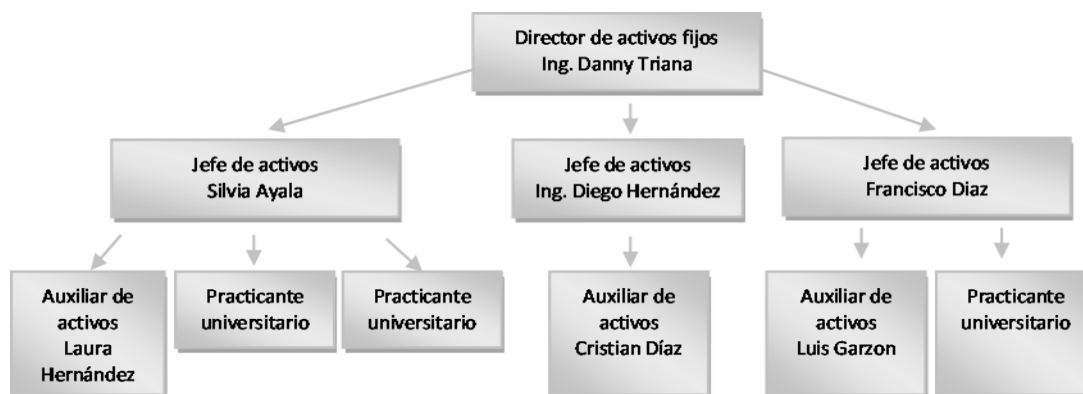 Director de activos fijos
Ing. Danny Triana
Jefe de activos
Silvia Ayala
Jefe de activos
Ing. Diego Hernández
Jefe de activos
Francisco Diaz
Auxiliar de
activos
Laura
Hernández
Practicante
universitario
Practicante
universitario
Auxiliar de
activos
Cristian Díaz
Auxiliar de
activos
Luis Garzon
Practicante
universitario